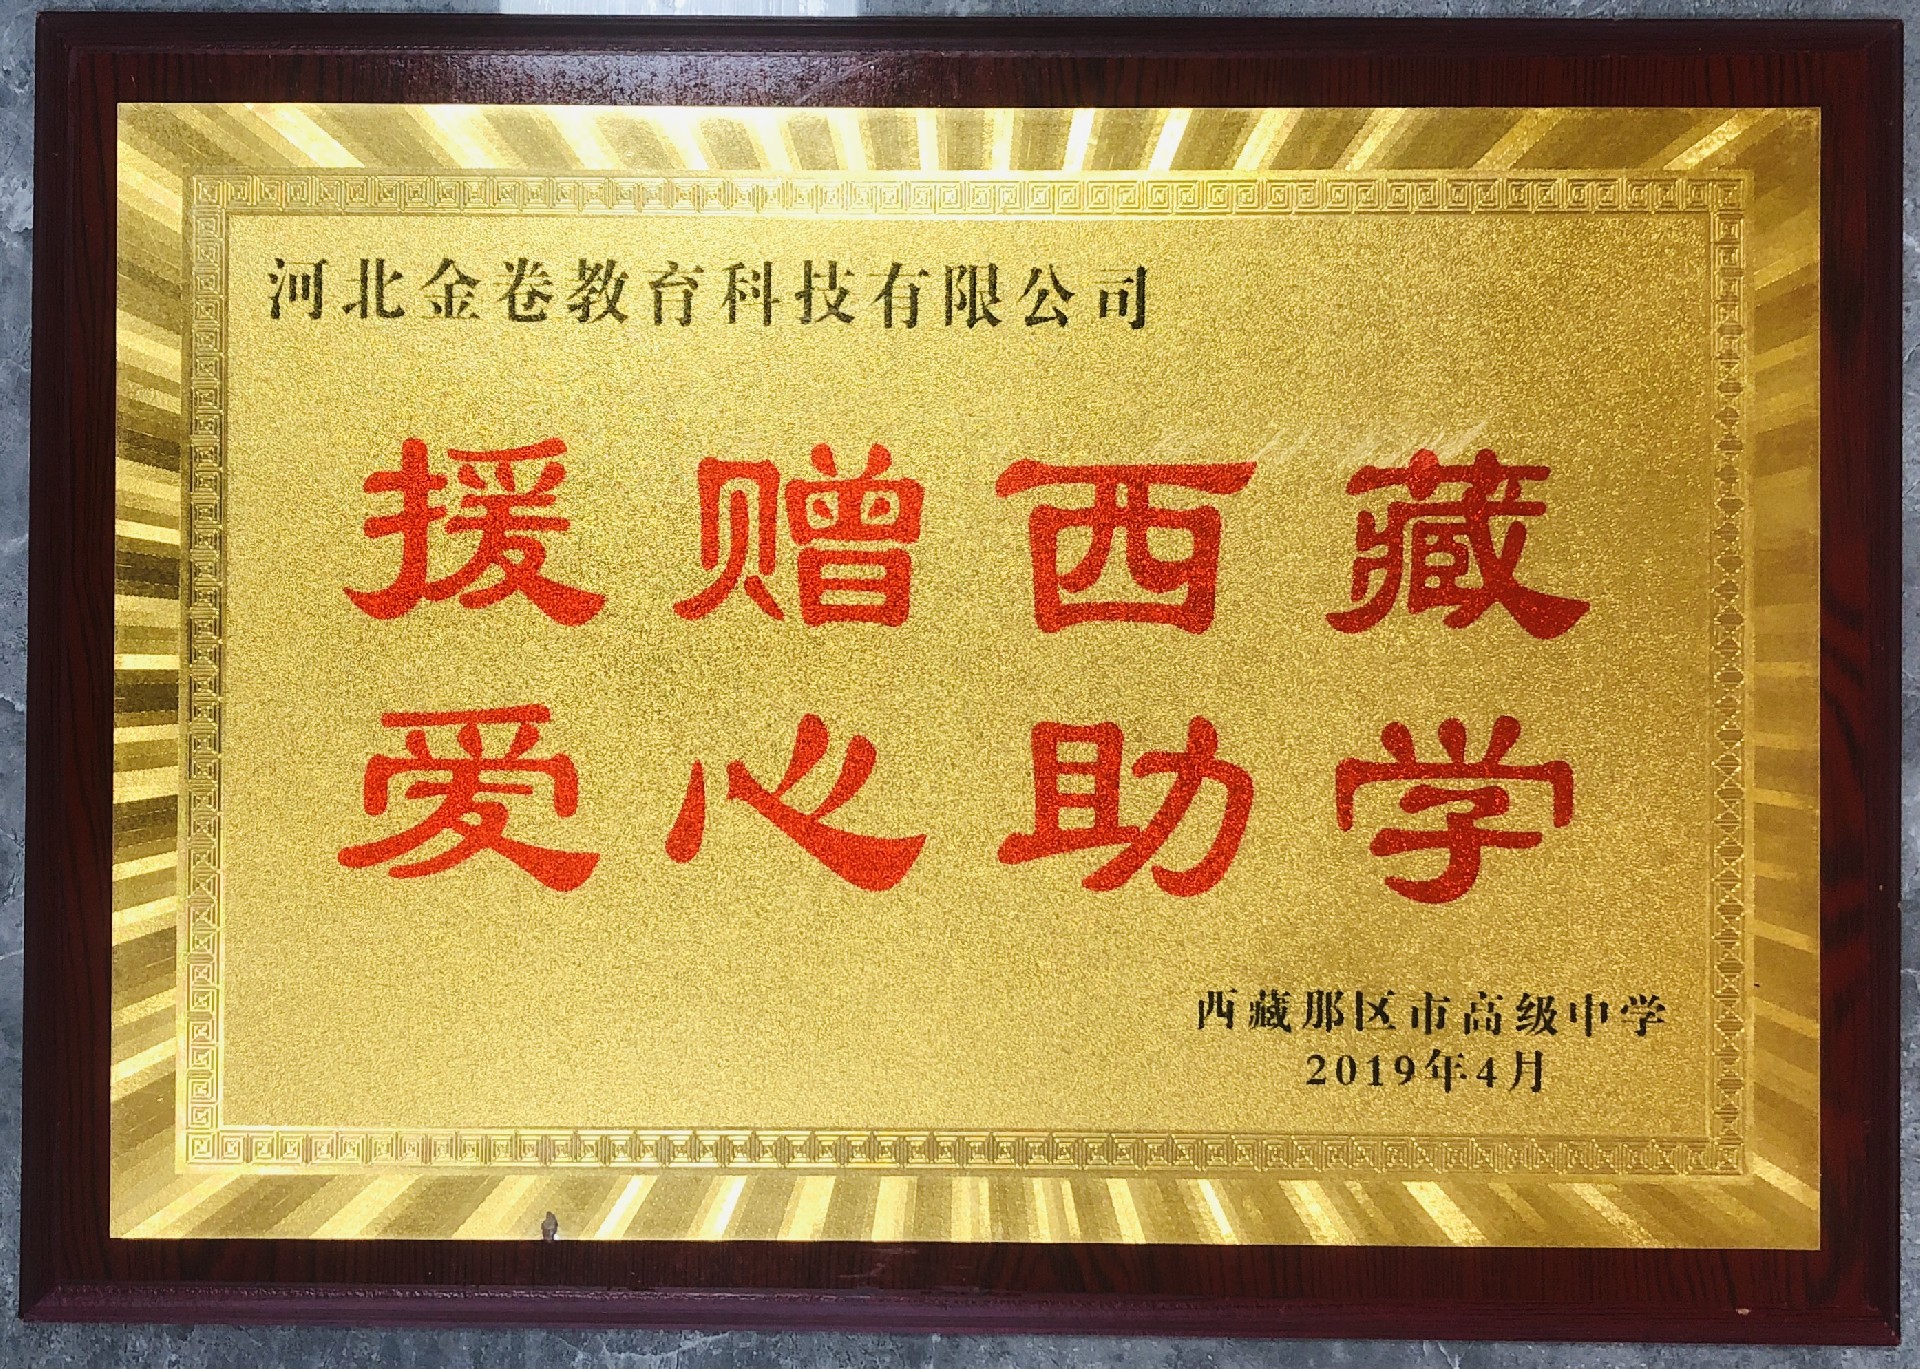 河北金卷教育科技有限公司
援赠西藏
爱心助学
西藏那区市高级中学
2019年4月